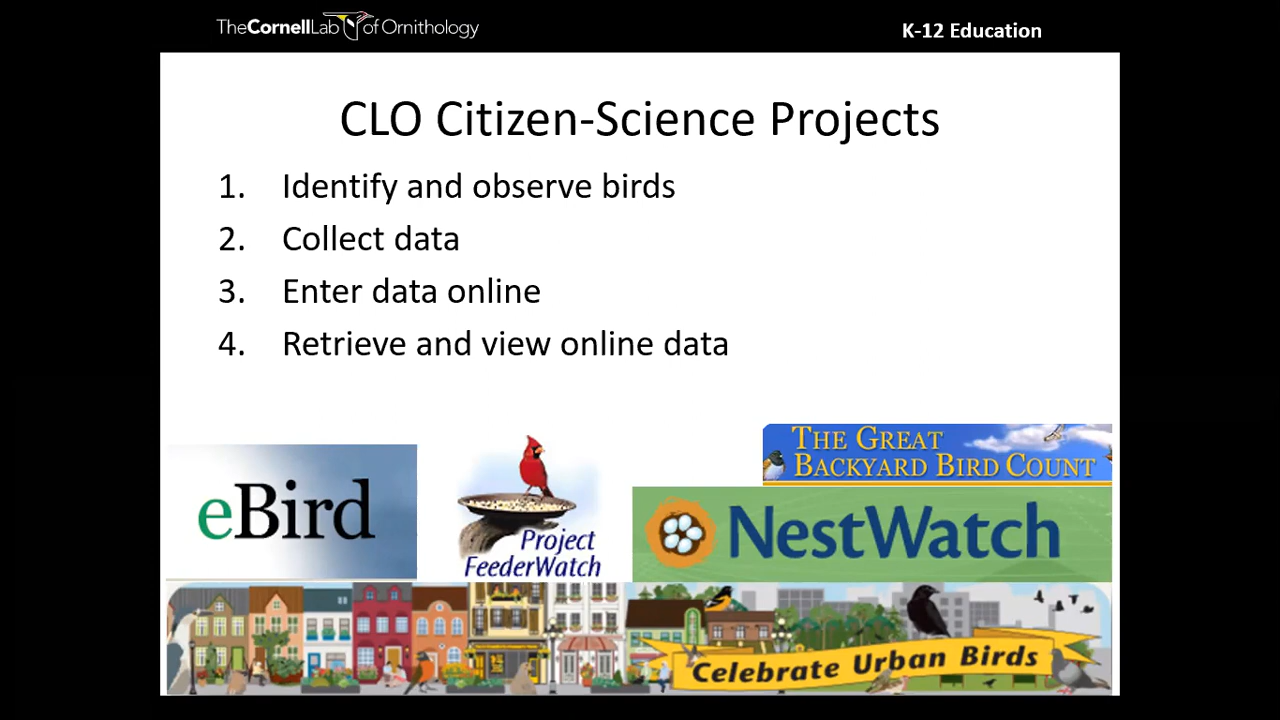 TheCornellLab of Ornithology
K-12 Education
CLO Citizen-Science Projects
1. Identify and observe birds
2. Collect data
3. Enter data online
4. Retrieve and view online data
eBird
Project
FeederWatch
THE GREAT
BACKYARD BIRD COUNT
NestWatch
Celebrate Urban Birds